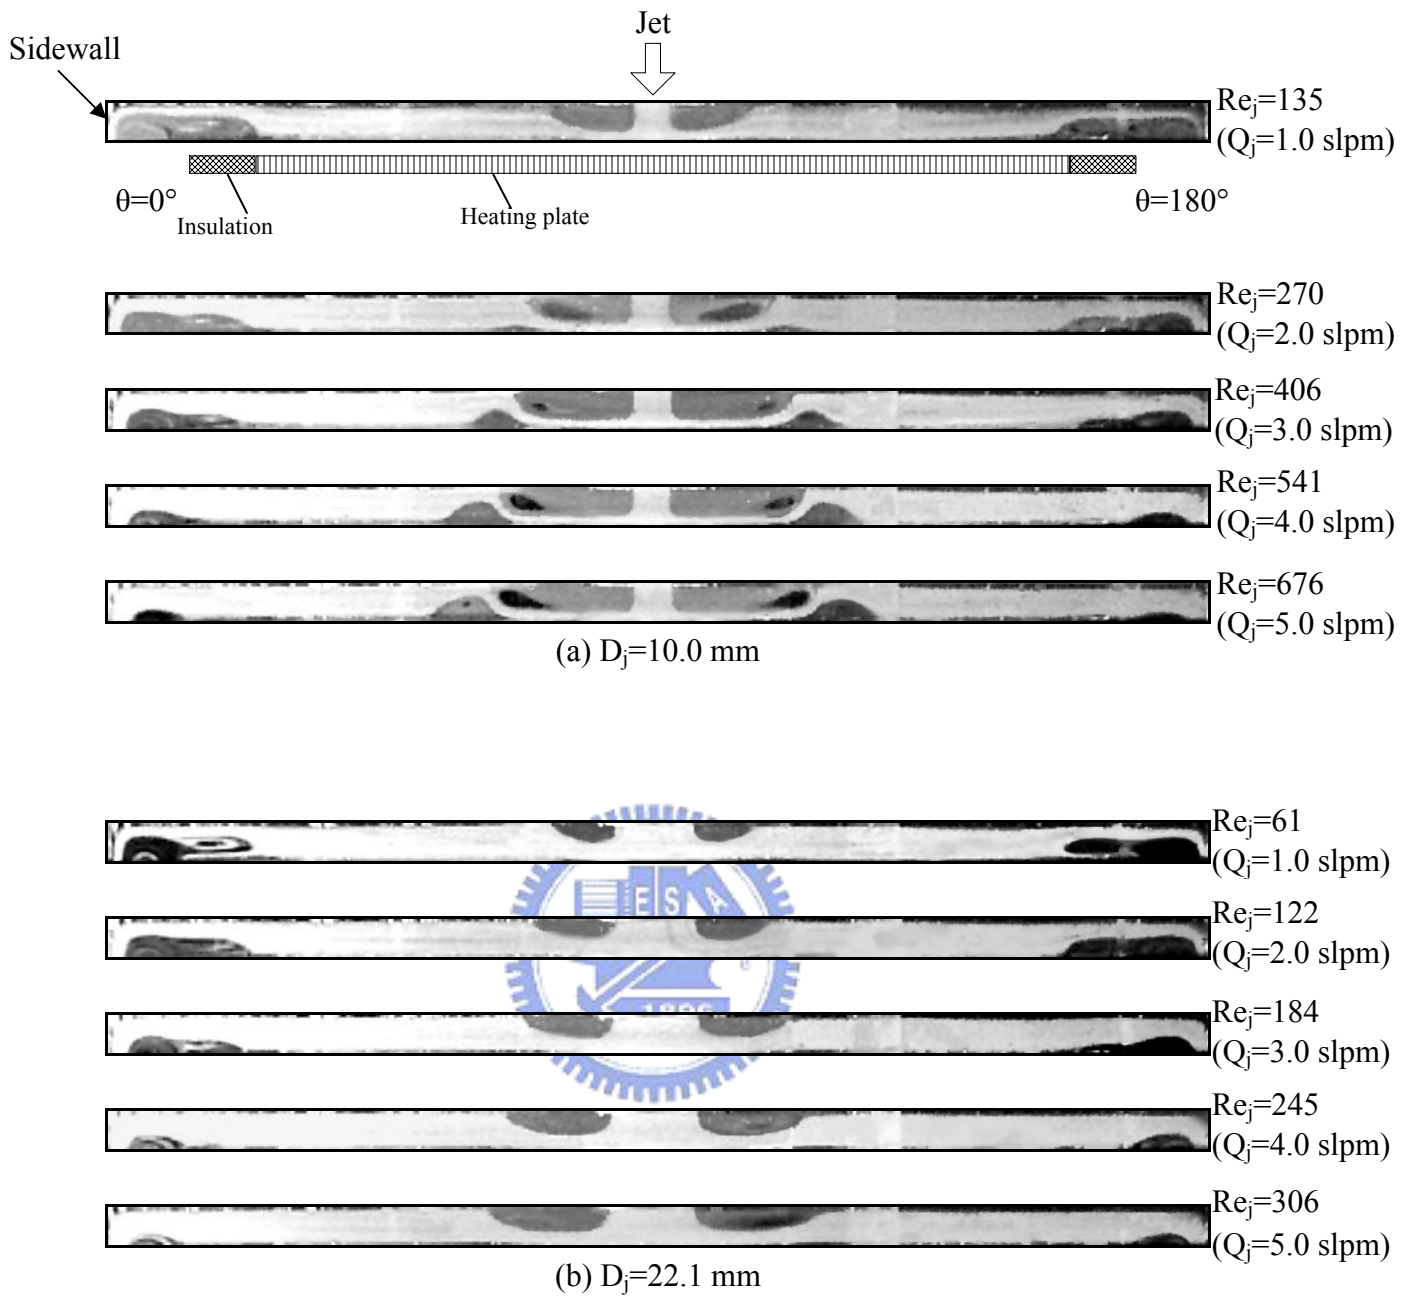 Jet
Sidewall
Re_j=135
(Q_j=1.0 slpm)
θ=0°
Insulation
Heating plate
θ=180°
Re_j=270
(Q_j=2.0 slpm)
Re_j=406
(Q_j=3.0 slpm)
Re_j=541
(Q_j=4.0 slpm)
Re_j=676
(Q_j=5.0 slpm)
(a) D_j=10.0 mm
Re_j=61
(Q_j=1.0 slpm)
E S A
Re_j=122
(Q_j=2.0 slpm)
1896
Re_j=184
(Q_j=3.0 slpm)
Re_j=245
(Q_j=4.0 slpm)
Re_j=306
(Q_j=5.0 slpm)
(b) D_j=22.1 mm